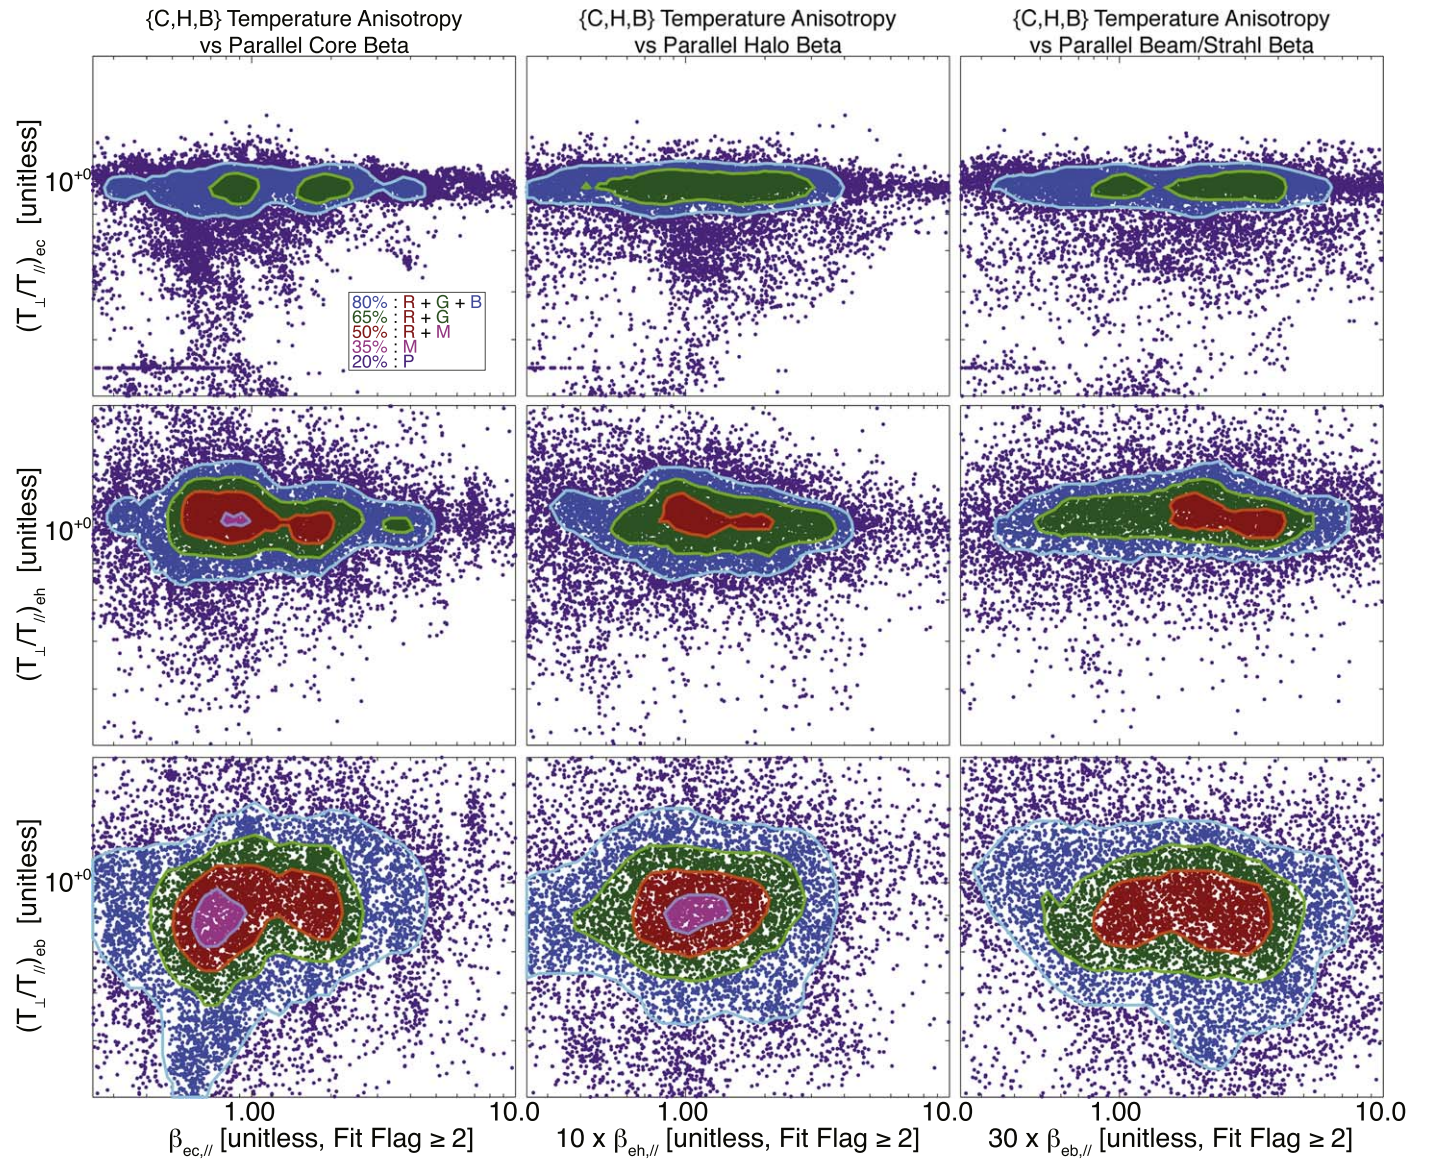 {C,H,B} Temperature Anisotropy
vs Parallel Core Beta
{C,H,B} Temperature Anisotropy
vs Parallel Halo Beta
{C,H,B} Temperature Anisotropy
vs Parallel Beam/Strahl Beta
(T⊥/T//)ec [unitless]
10+0
80% : R + G + B
65% : R + G
50% : R + M
35% : M
20% : P
(T⊥/T//)eh [unitless]
10+0
(T⊥/T//)eb [unitless]
10+0
1.00
10.0
1.00
10.0
1.00
10.0
βec,// [unitless, Fit Flag ≥ 2]
10 x βeh,// [unitless, Fit Flag ≥ 2]
30 x βeb,// [unitless, Fit Flag ≥ 2]